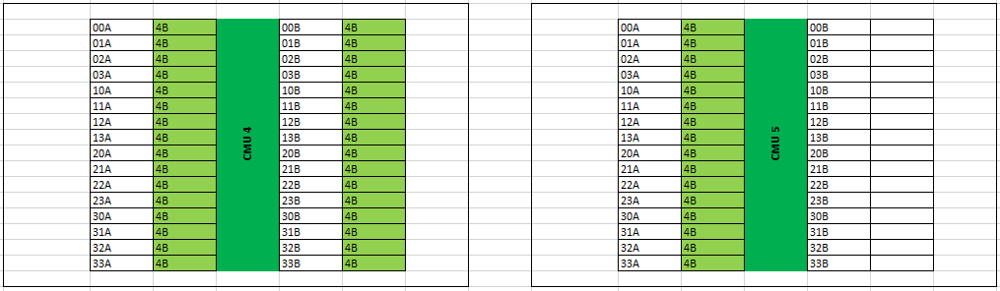 00A 4B 00B 4B 00A 4B 00B
01A 4B 01B 4B 01A 4B 01B
02A 4B 02B 4B 02A 4B 02B
03A 4B 03B 4B 03A 4B 03B
10A 4B 10B 4B 10A 4B 10B
11A 4B 11B 4B 11A 4B 11B
12A 4B 12B 4B 12A 4B 12B
13A 4B 13B 4B 13A 4B 13B
CMU 4 CMU 5
20A 4B 20B 4B 20A 4B 20B
21A 4B 21B 4B 21A 4B 21B
22A 4B 22B 4B 22A 4B 22B
23A 4B 23B 4B 23A 4B 23B
30A 4B 30B 4B 30A 4B 30B
31A 4B 31B 4B 31A 4B 31B
32A 4B 32B 4B 32A 4B 32B
33A 4B 33B 4B 33A 4B 33B